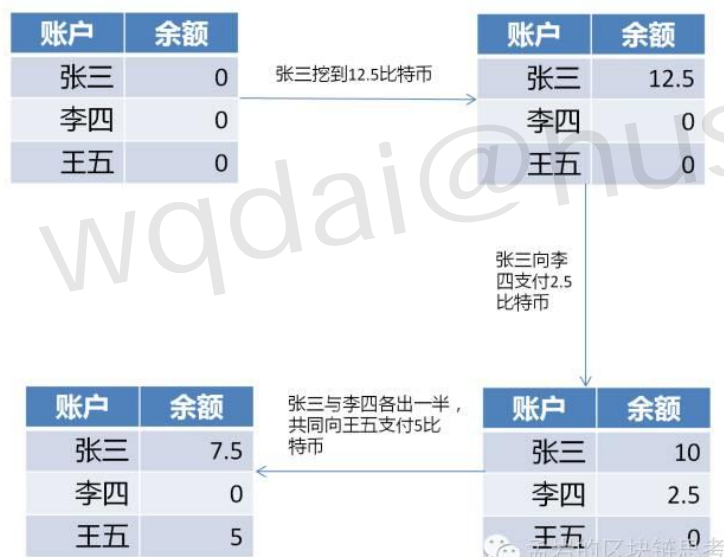 账户 余额
张三 0
李四 0
王五 0
张三挖到12.5比特币
账户 余额
张三 12.5
李四 0
王五 0
张三向李
四支付2.5
比特币
账户 余额
张三 10
李四 2.5
王五 0
张三与李四各出一半，
共同向王五支付5比
特币
账户 余额
张三 7.5
李四 0
王五 5
wqdai@hus